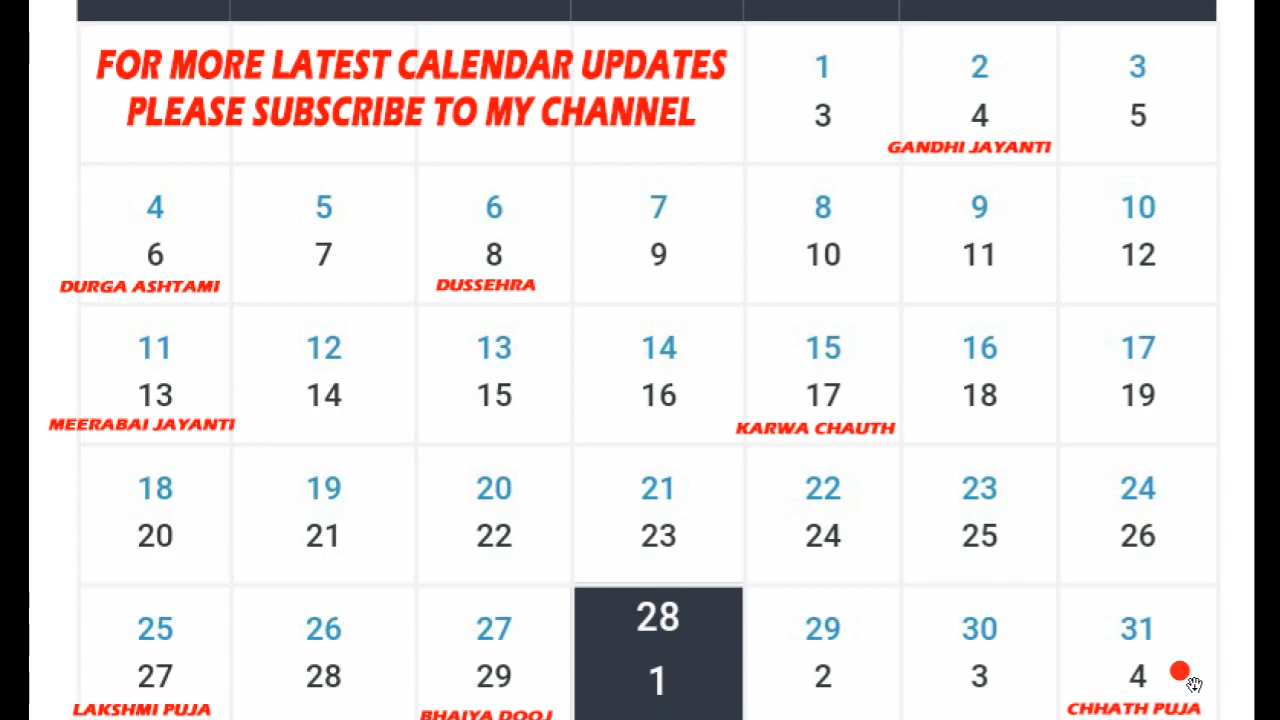 FOR MORE LATEST CALENDAR UPDATES
PLEASE SUBSCRIBE TO MY CHANNEL
1 2 3
3 4 5
GANDHI JAYANTI
4 5 6 7 8 9 10
6 7 8 9 10 11 12
DURGA ASHTAMI DUSSEHRA
11 12 13 14 15 16 17
13 14 15 16 17 18 19
MEERABAI JAYANTI KARWA CHAUTH
18 19 20 21 22 23 24
20 21 22 23 24 25 26
25 26 27 28 29 30 31
27 28 29 1 2 3 4
LAKSHMI PUJA BHAIYA DOOJ CHHATH PUJA